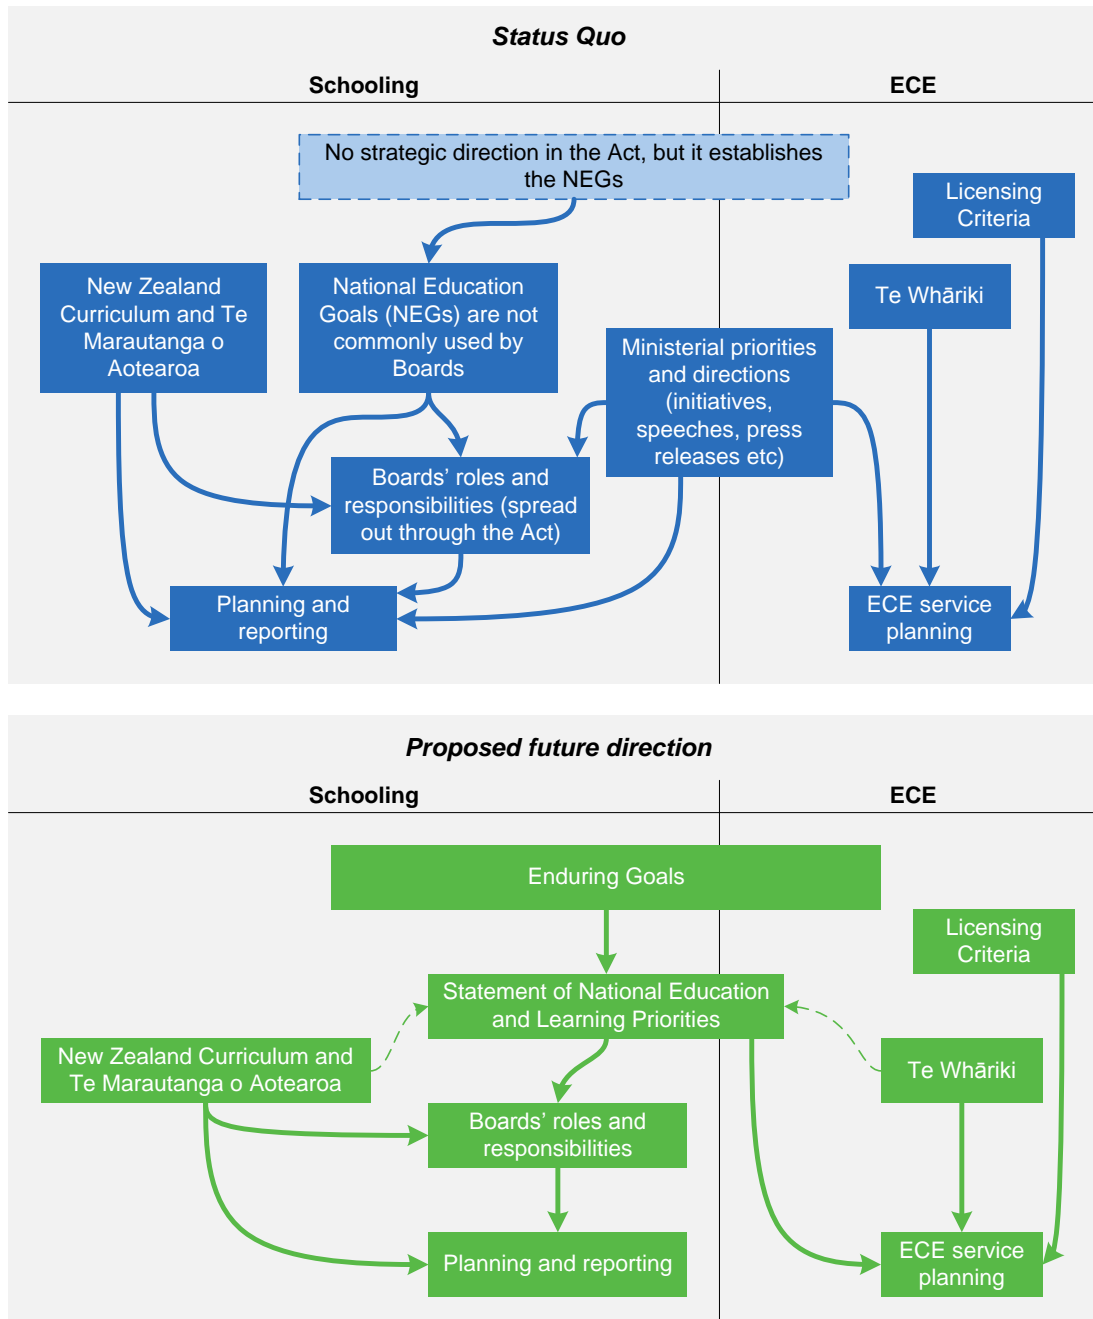 Status Quo
Schooling
ECE
No strategic direction in the Act, but it establishes
the NEGs
Licensing
Criteria
New Zealand
Curriculum and Te
Marautanga o
Aotearoa
National Education
Goals (NEGs) are not
commonly used by
Boards
Te Whāriki
Ministerial priorities
and directions
(initiatives,
speeches, press
releases etc)
Boards’ roles and
responsibilities (spread
out through the Act)
Planning and
reporting
ECE service
planning
Proposed future direction
Schooling
ECE
Enduring Goals
Licensing
Criteria
Statement of National Education
and Learning Priorities
New Zealand Curriculum and
Te Marautanga o Aotearoa
Te Whāriki
Boards’ roles and
responsibilities
Planning and reporting
ECE service
planning